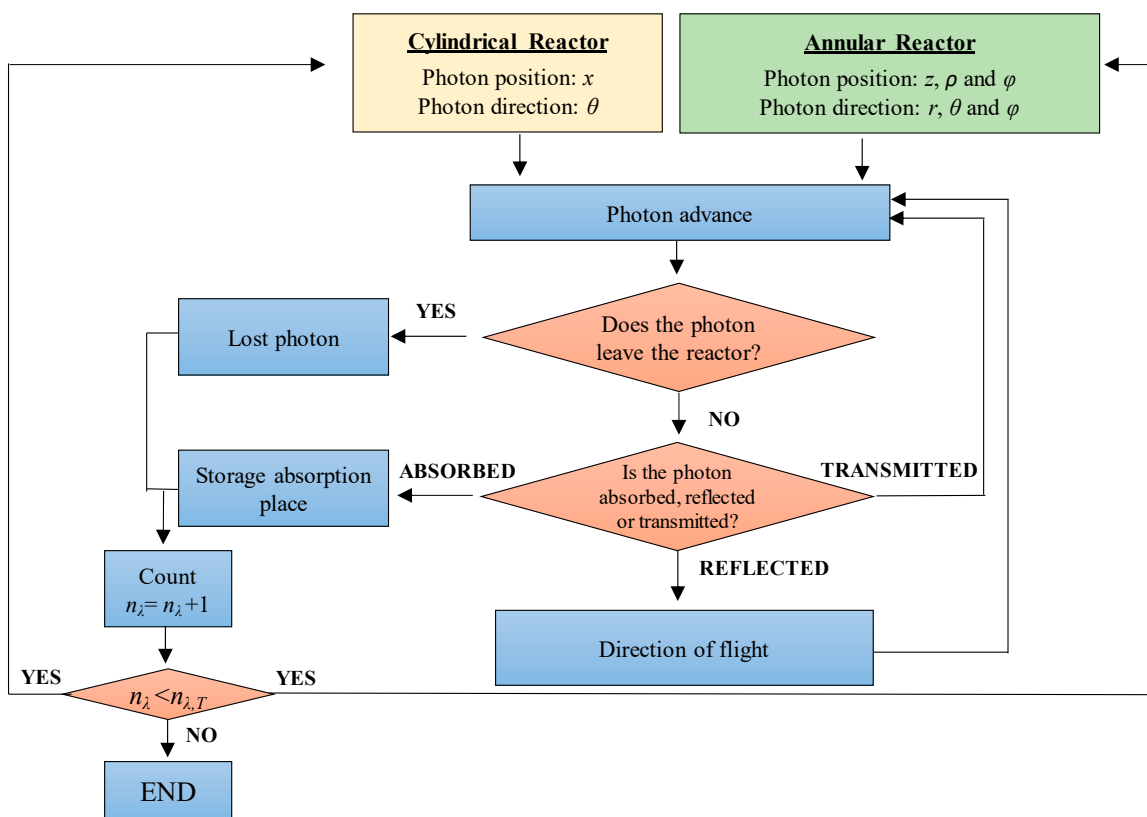 Cylindrical Reactor
Photon position: x
Photon direction: θ
Annular Reactor
Photon position: z, ρ and φ
Photon direction: r, θ and φ
Photon advance
Does the photon
leave the reactor?
YES
Lost photon
NO
Is the photon
absorbed, reflected
or transmitted?
ABSORBED
TRANSMITTED
Storage absorption
place
REFLECTED
Count
nλ= nλ+1
Direction of flight
YES
nλ<nλ,T
YES
NO
END